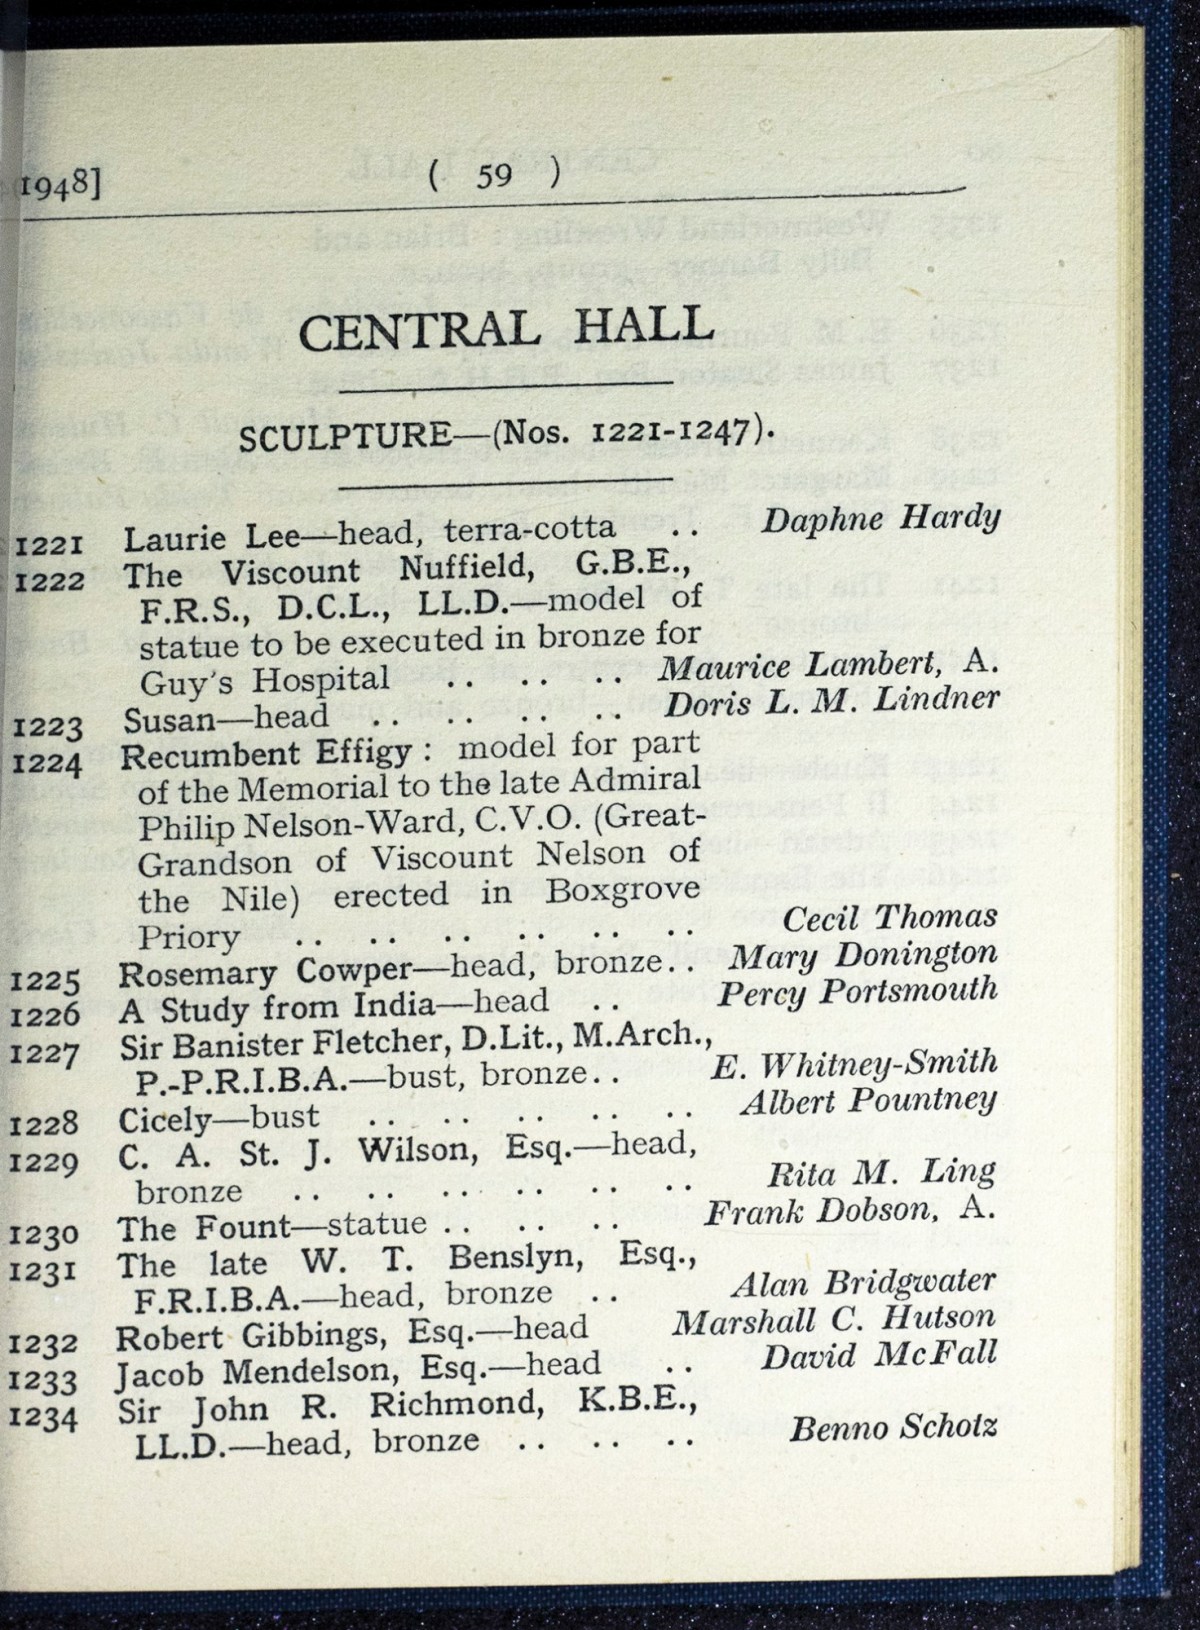 1948]
( 59 )
CENTRAL HALL
SCULPTURE—(Nos. 1221-1247).
1221 Laurie Lee—head, terra-cotta .. Daphne Hardy
1222 The Viscount Nuffield, G.B.E.,
F.R.S., D.C.L., LL.D.—model of
statue to be executed in bronze for
Guy's Hospital .. .. .. Maurice Lambert, A.
1223 Susan—head .. .. .. .. Doris L. M. Lindner
1224 Recumbent Effigy : model for part
of the Memorial to the late Admiral
Philip Nelson-Ward, C.V.O. (Great-
Grandson of Viscount Nelson of
the Nile) erected in Boxgrove
Priory .. .. .. .. .. .. Cecil Thomas
1225 Rosemary Cowper—head, bronze.. Mary Donington
1226 A Study from India—head .. Percy Portsmouth
1227 Sir Banister Fletcher, D.Lit., M.Arch.,
P.-P.R.I.B.A.—bust, bronze.. E. Whitney-Smith
1228 Cicely—bust .. .. .. .. .. Albert Pountney
1229 C. A. St. J. Wilson, Esq.—head,
bronze .. .. .. .. .. .. Rita M. Ling
1230 The Fount—statue .. .. .. Frank Dobson, A.
1231 The late W. T. Benslyn, Esq.,
F.R.I.B.A.—head, bronze .. Alan Bridgwater
1232 Robert Gibbings, Esq.—head Marshall C. Hutson
1233 Jacob Mendelson, Esq.—head .. David McFall
1234 Sir John R. Richmond, K.B.E.,
LL.D.—head, bronze .. .. .. Benno Schotz